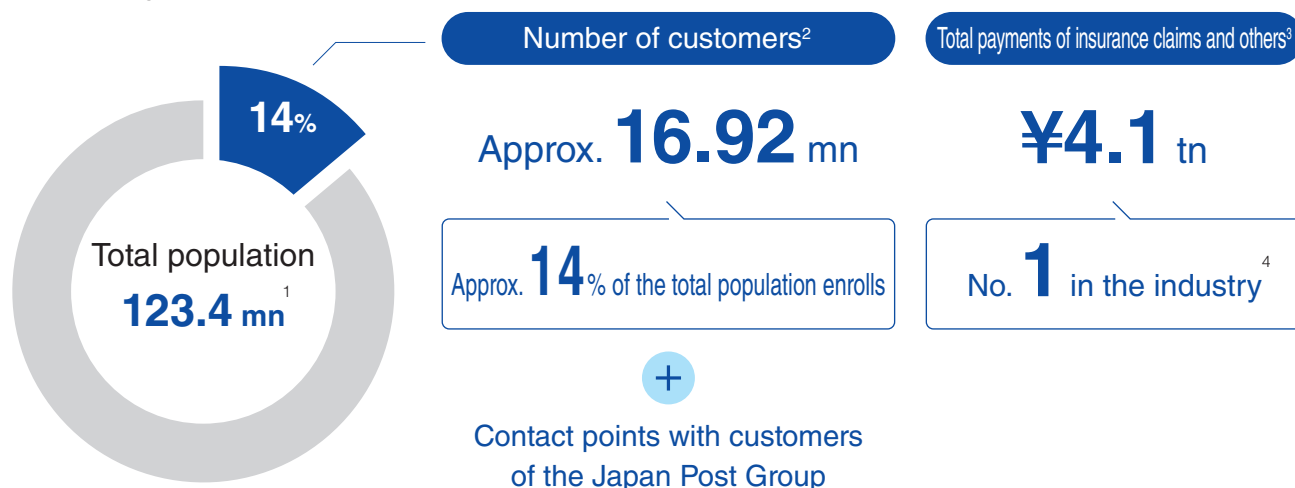 14%
Total population
123.4 mn1
Number of customers2
Approx. 16.92 mn
Approx. 14% of the total population enrolls
+
Contact points with customers
of the Japan Post Group
Total payments of insurance claims and others3
¥4.1 tn
No. 1 in the industry4